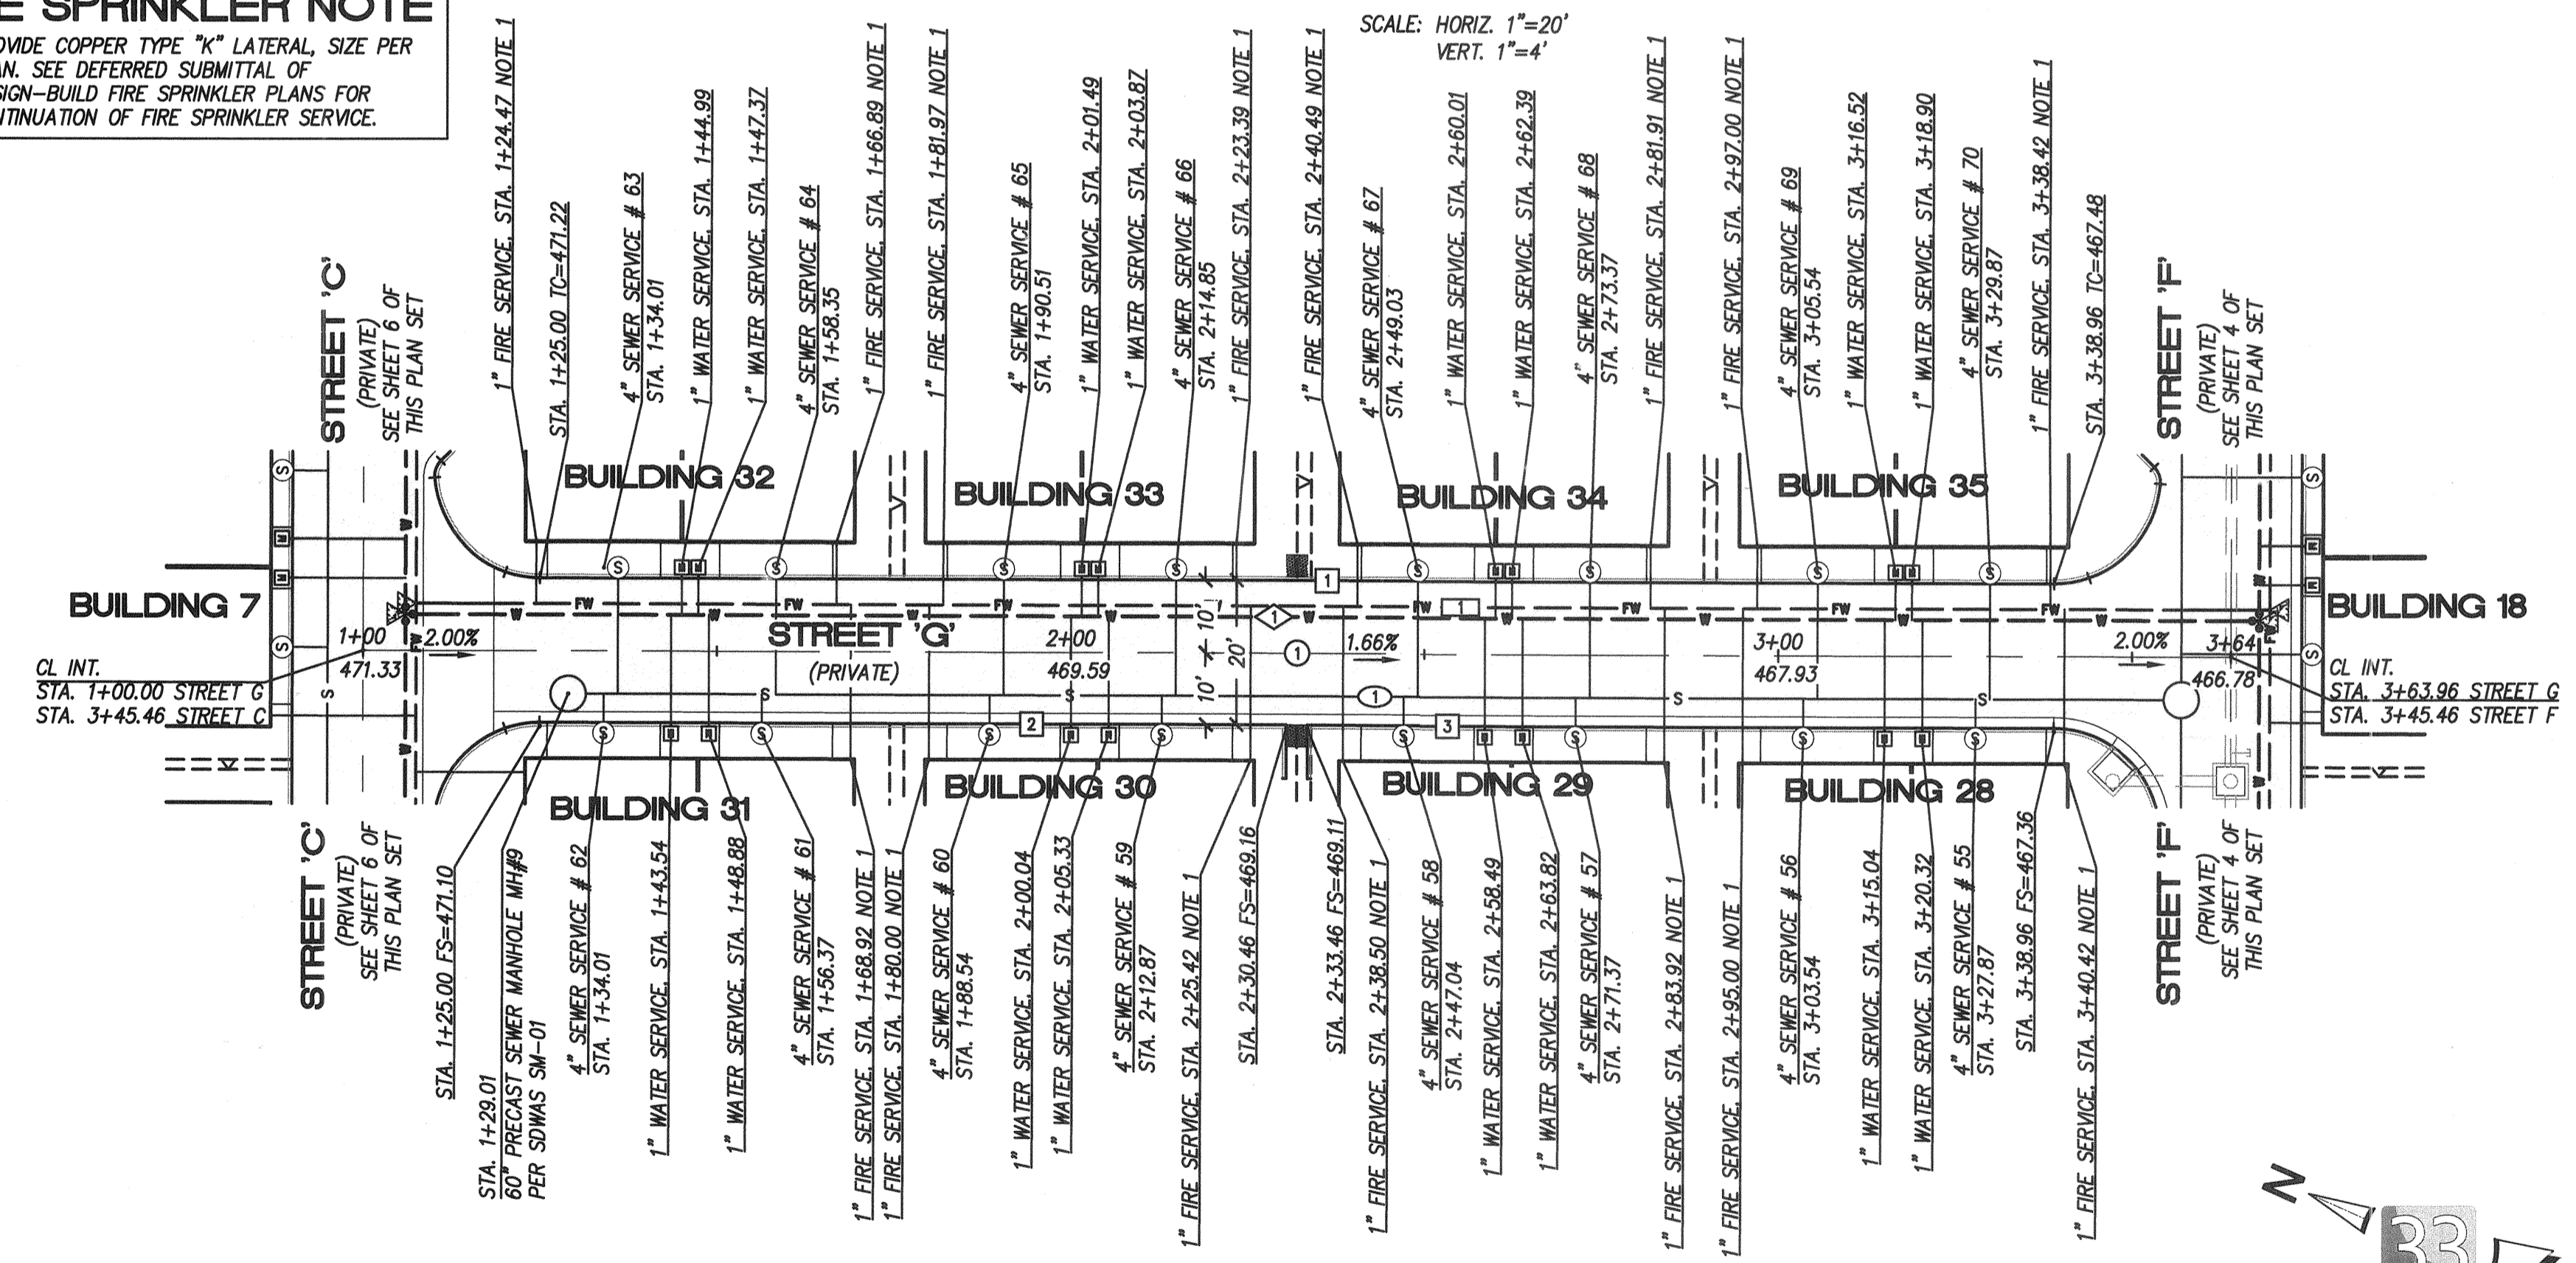 E SPRINKLER NOTE
OVIDE COPPER TYPE "K" LATERAL, SIZE PER
AN. SEE DEFERRED SUBMITTAL OF
SIGN-BUILD FIRE SPRINKLER PLANS FOR
NTINUATION OF FIRE SPRINKLER SERVICE.
SCALE: HORIZ. 1"=20'
VERT. 1"=4'
STREET 'C'
(PRIVATE)
SEE SHEET 6 OF
THIS PLAN SET
1" FIRE SERVICE, STA. 1+24.47 NOTE 1
STA. 1+25.00 TC=471.22
4" SEWER SERVICE # 63
STA. 1+34.01
1" WATER SERVICE, STA. 1+44.99
1" WATER SERVICE, STA. 1+47.37
4" SEWER SERVICE # 64
STA. 1+58.35
1" FIRE SERVICE, STA. 1+66.89 NOTE 1
1" FIRE SERVICE, STA. 1+81.97 NOTE 1
4" SEWER SERVICE # 65
STA. 1+90.51
1" WATER SERVICE, STA. 2+01.49
1" WATER SERVICE, STA. 2+03.87
4" SEWER SERVICE # 66
STA. 2+14.85
1" FIRE SERVICE, STA. 2+23.39 NOTE 1
1" FIRE SERVICE, STA. 2+40.49 NOTE 1
4" SEWER SERVICE # 67
STA. 2+49.03
1" WATER SERVICE, STA. 2+60.01
1" WATER SERVICE, STA. 2+62.39
4" SEWER SERVICE # 68
STA. 2+73.37
1" FIRE SERVICE, STA. 2+81.91 NOTE 1
1" FIRE SERVICE, STA. 2+97.00 NOTE 1
4" SEWER SERVICE # 69
STA. 3+05.54
1" WATER SERVICE, STA. 3+16.52
1" WATER SERVICE, STA. 3+18.90
4" SEWER SERVICE # 70
STA. 3+29.87
1" FIRE SERVICE, STA. 3+38.42 NOTE 1
STA. 3+38.96 TC=467.48
STREET 'F'
(PRIVATE)
SEE SHEET 4 OF
THIS PLAN SET
BUILDING 32
BUILDING 33
BUILDING 34
BUILDING 35
BUILDING 7
BUILDING 18
FW FW FW FW FW FW FW
W W W W W W W W
1
1
1
STREET 'G'
(PRIVATE)
1+00
471.33
2.00%
2+00
469.59
10'
10'
20'
1
1.66%
3+00
467.93
2.00%
3+64
466.78
CL INT.
STA. 1+00.00 STREET G
STA. 3+45.46 STREET C
CL INT.
STA. 3+63.96 STREET G
STA. 3+45.46 STREET F
S S S S
1
2
3
BUILDING 31
BUILDING 30
BUILDING 29
BUILDING 28
STREET 'C'
(PRIVATE)
SEE SHEET 6 OF
THIS PLAN SET
STA. 1+25.00 FS=471.10
STA. 1+29.01
60" PRECAST SEWER MANHOLE MH#9
PER SDWAS SM-01
4" SEWER SERVICE # 62
STA. 1+34.01
1" WATER SERVICE, STA. 1+43.54
1" WATER SERVICE, STA. 1+48.88
4" SEWER SERVICE # 61
STA. 1+56.37
1" FIRE SERVICE, STA. 1+68.92 NOTE 1
1" FIRE SERVICE, STA. 1+80.00 NOTE 1
4" SEWER SERVICE # 60
STA. 1+88.54
1" WATER SERVICE, STA. 2+00.04
1" WATER SERVICE, STA. 2+05.33
4" SEWER SERVICE # 59
STA. 2+12.87
1" FIRE SERVICE, STA. 2+25.42 NOTE 1
STA. 2+30.46 FS=469.16
STA. 2+33.46 FS=469.11
1" FIRE SERVICE, STA. 2+38.50 NOTE 1
4" SEWER SERVICE # 58
STA. 2+47.04
1" WATER SERVICE, STA. 2+58.49
1" WATER SERVICE, STA. 2+63.82
4" SEWER SERVICE # 57
STA. 2+71.37
1" FIRE SERVICE, STA. 2+83.92 NOTE 1
1" FIRE SERVICE, STA. 2+95.00 NOTE 1
4" SEWER SERVICE # 56
STA. 3+03.54
1" WATER SERVICE, STA. 3+15.04
1" WATER SERVICE, STA. 3+20.32
4" SEWER SERVICE # 55
STA. 3+27.87
STA. 3+38.96 FS=467.36
1" FIRE SERVICE, STA. 3+40.42 NOTE 1
STREET 'F'
(PRIVATE)
SEE SHEET 4 OF
THIS PLAN SET
N
33